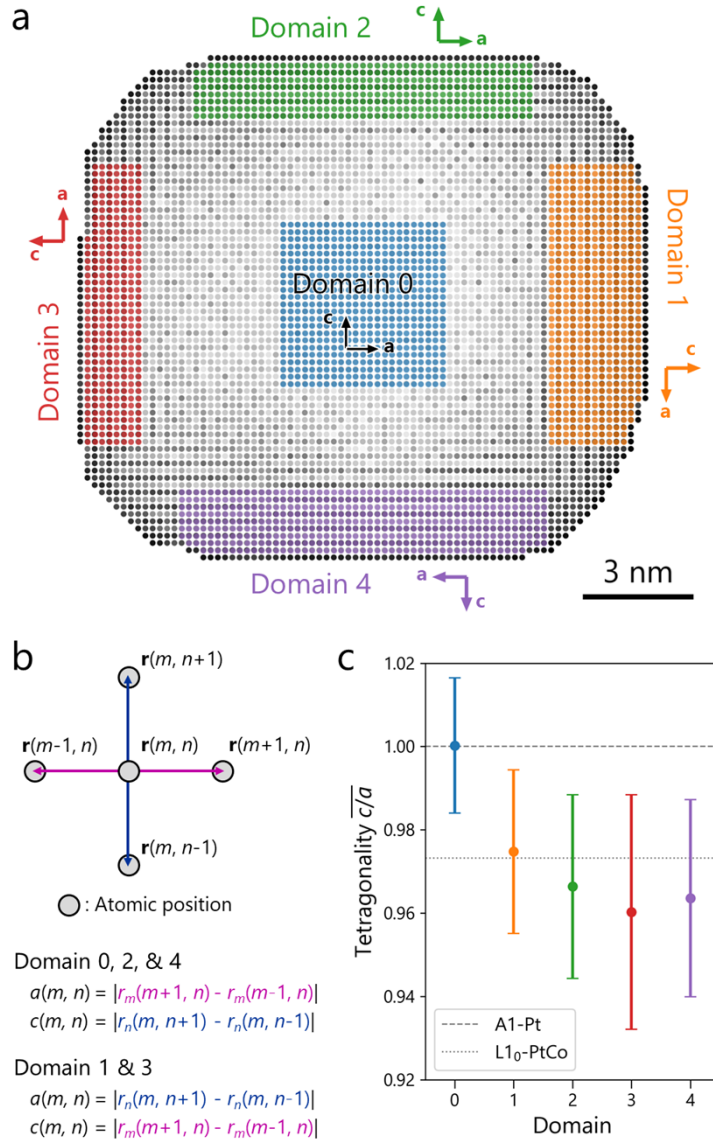 a
Domain 2
c
a
Domain 1
c
a
Domain 3
a
c
Domain 0
c
a
Domain 4
a
c
3 nm
b
r(m, n+1)
r(m-1, n)
r(m, n)
r(m+1, n)
r(m, n-1)
: Atomic position
Domain 0, 2, & 4
a(m, n) = |rₘ(m+1, n) - rₘ(m-1, n)|
c(m, n) = |rₙ(m, n+1) - rₙ(m, n-1)|
Domain 1 & 3
a(m, n) = |rₙ(m, n+1) - rₙ(m, n-1)|
c(m, n) = |rₘ(m+1, n) - rₘ(m-1, n)|
c
Tetragonality c/a
1.02
1.00
0.98
0.96
0.94
0.92
A1-Pt
L1₀-PtCo
0 1 2 3 4
Domain